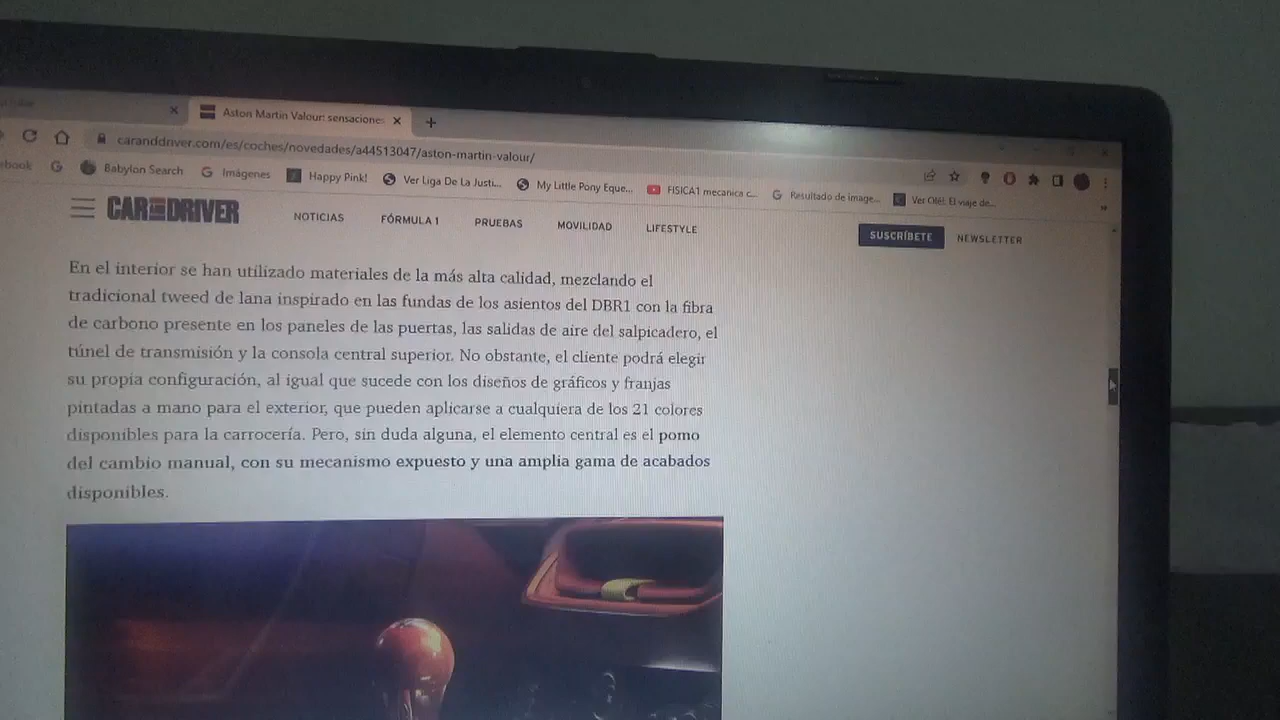 Aston Martin Valour: sensaciones
caranddriver.com/es/coches/novedades/a44513047/aston-martin-valour/
ebook
Babylon Search
Imágenes
Happy Pink!
Ver Liga De La Justi...
My Little Pony Eque...
FISICA1 mecanica c...
Resultado de image...
Ver Olé!. El viaje de...
CAR AND DRIVER
NOTICIAS
FÓRMULA 1
PRUEBAS
MOVILIDAD
LIFESTYLE
SUSCRÍBETE
NEWSLETTER
En el interior se han utilizado materiales de la más alta calidad, mezclando el
tradicional tweed de lana inspirado en las fundas de los asientos del DBR1 con la fibra
de carbono presente en los paneles de las puertas, las salidas de aire del salpicadero, el
túnel de transmisión y la consola central superior. No obstante, el cliente podrá elegir
su propia configuración, al igual que sucede con los diseños de gráficos y franjas
pintadas a mano para el exterior, que pueden aplicarse a cualquiera de los 21 colores
disponibles para la carrocería. Pero, sin duda alguna, el elemento central es el pomo
del cambio manual, con su mecanismo expuesto y una amplia gama de acabados
disponibles.